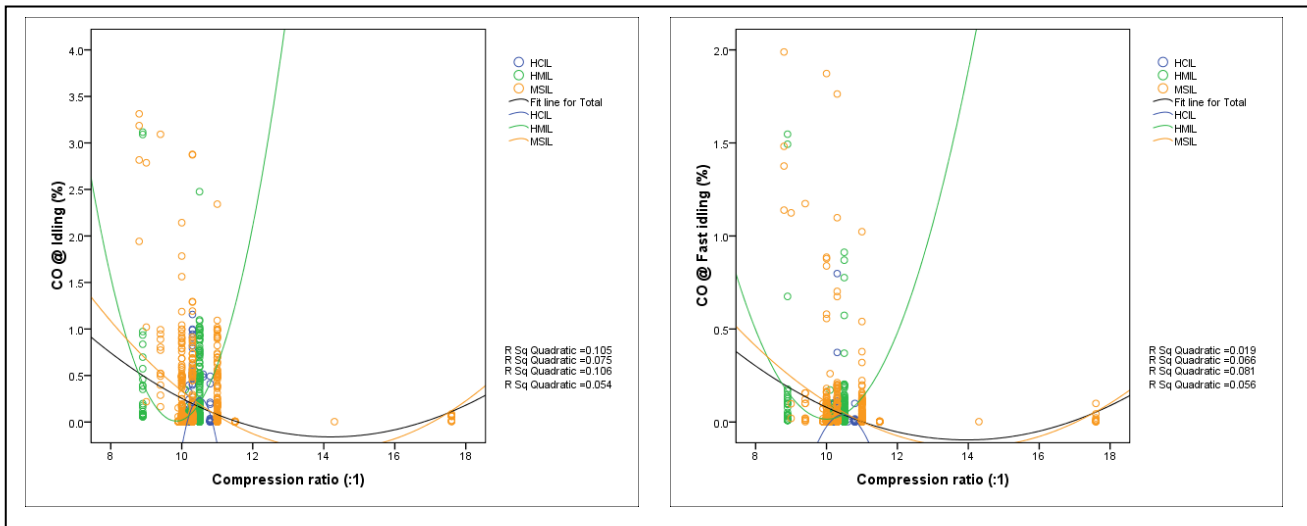 4.0
3.5
3.0
2.5
2.0
1.5
1.0
0.5
0.0
CO @ Idling (%)
8 10 12 14 16 18
Compression ratio (:1)
HCIL
HMIL
MSIL
Fit line for Total
HCIL
HMIL
MSIL
R Sq Quadratic =0.105
R Sq Quadratic =0.075
R Sq Quadratic =0.106
R Sq Quadratic =0.054
2.0
1.5
1.0
0.5
0.0
CO @ Fast idling (%)
8 10 12 14 16 18
Compression ratio (:1)
HCIL
HMIL
MSIL
Fit line for Total
HCIL
HMIL
MSIL
R Sq Quadratic =0.019
R Sq Quadratic =0.066
R Sq Quadratic =0.081
R Sq Quadratic =0.056